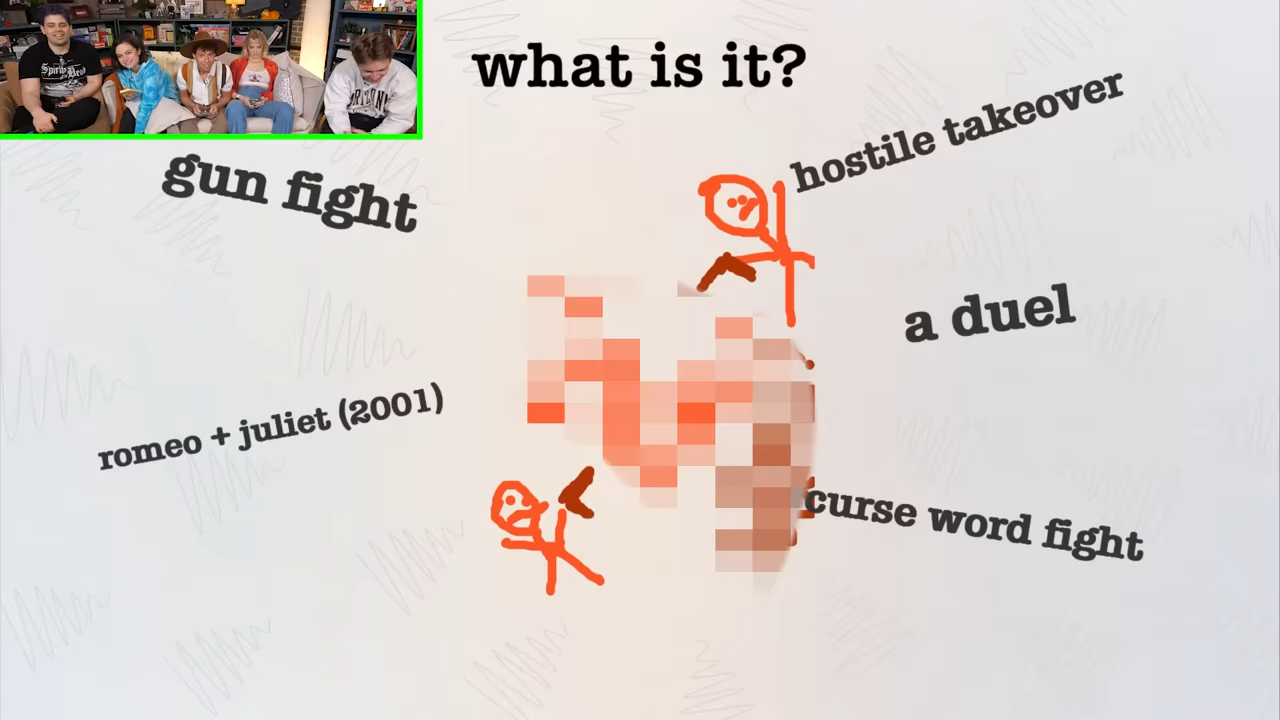 what is it?
hostile takeover
gun fight
a duel
romeo + juliet (2001)
curse word fight